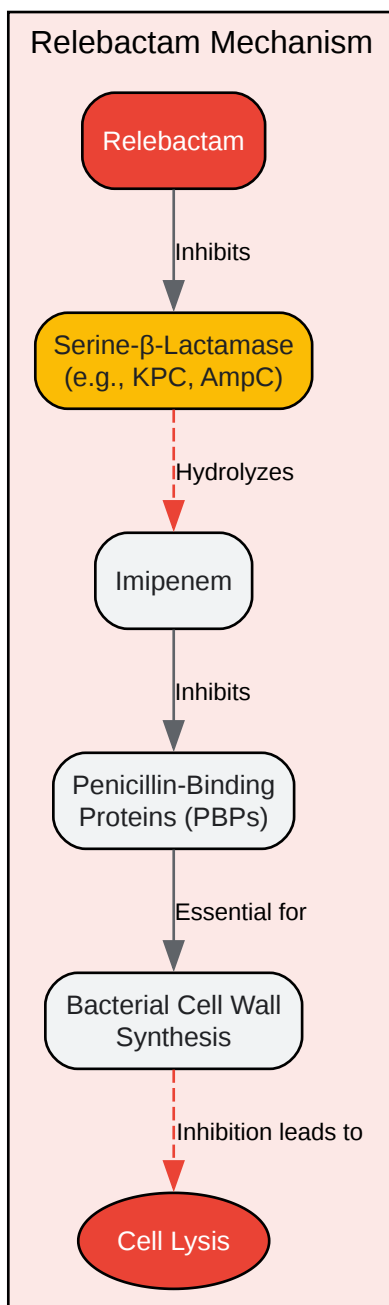 Relebactam Mechanism
Relebactam
Inhibits
Serine-β-Lactamase
(e.g., KPC, AmpC)
Hydrolyzes
Imipenem
Inhibits
Penicillin-Binding
Proteins (PBPs)
Essential for
Bacterial Cell Wall
Synthesis
Inhibition leads to
Cell Lysis